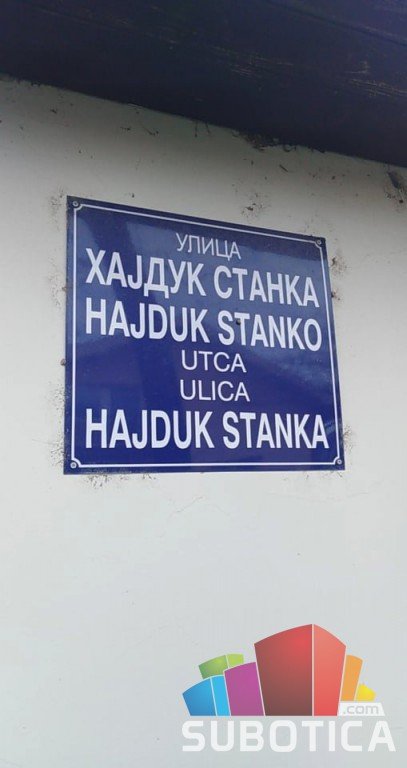 УЛИЦА
ХАЈДУК СТАНКА
HAJDUK STANKO
UTCA
ULICA
HAJDUK STANKA
.com
SUBOTICA